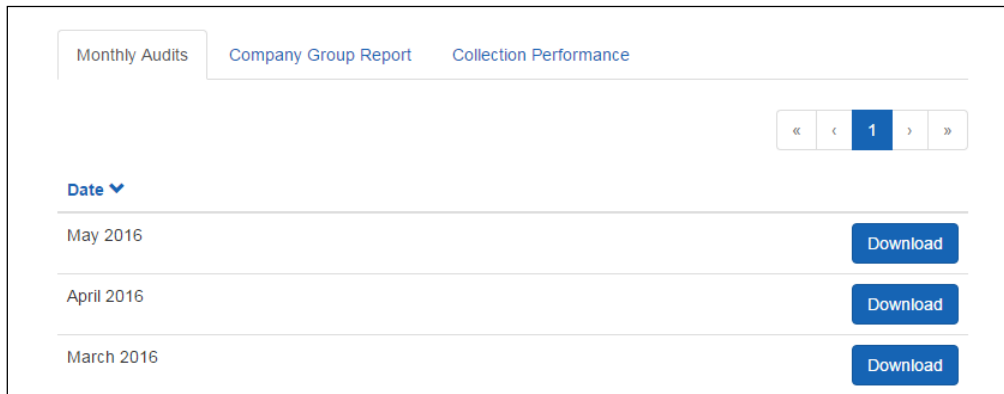 Monthly Audits Company Group Report Collection Performance
« ‹ 1 › »
Date
May 2016 Download
April 2016 Download
March 2016 Download